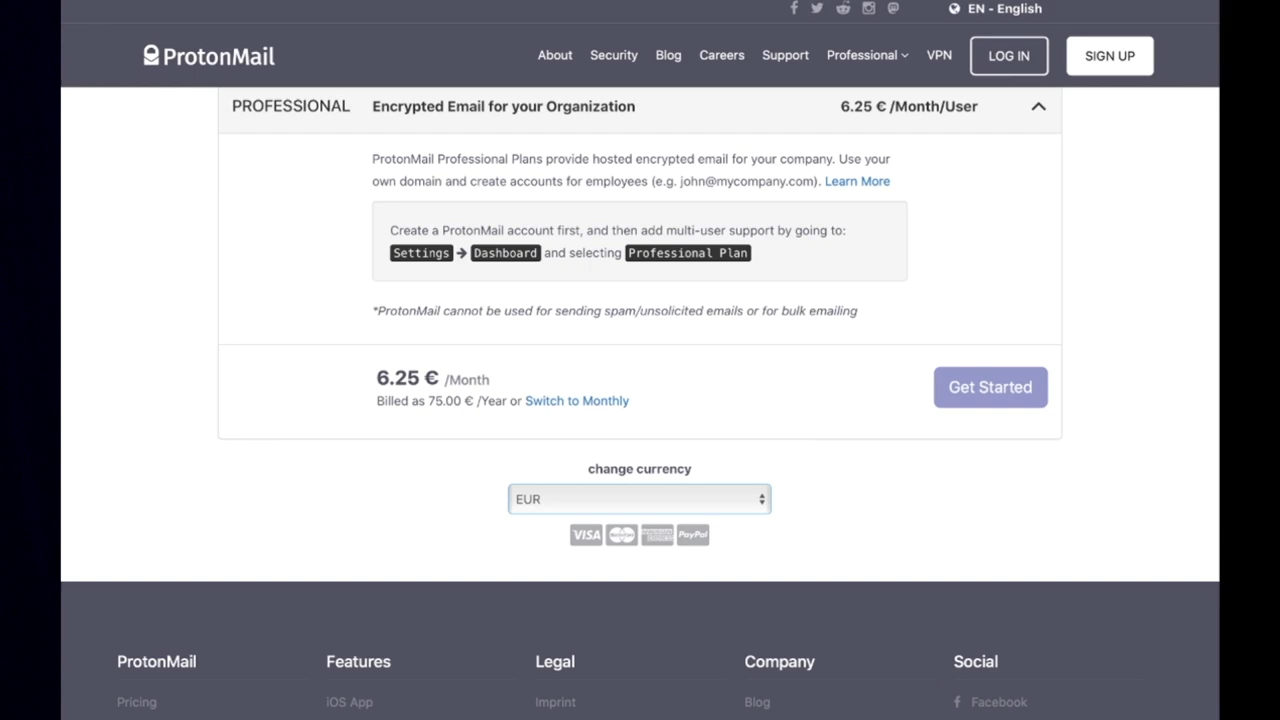 EN - English
ProtonMail
About Security Blog Careers Support Professional VPN LOG IN SIGN UP
PROFESSIONAL Encrypted Email for your Organization 6.25 € /Month/User
ProtonMail Professional Plans provide hosted encrypted email for your company. Use your
own domain and create accounts for employees (e.g. john@mycompany.com). Learn More
Create a ProtonMail account first, and then add multi-user support by going to:
Settings → Dashboard and selecting Professional Plan
*ProtonMail cannot be used for sending spam/unsolicited emails or for bulk emailing
6.25 € /Month
Billed as 75.00 € /Year or Switch to Monthly
Get Started
change currency
EUR
VISA PayPal
ProtonMail Features Legal Company Social
Pricing iOS App Imprint Blog Facebook